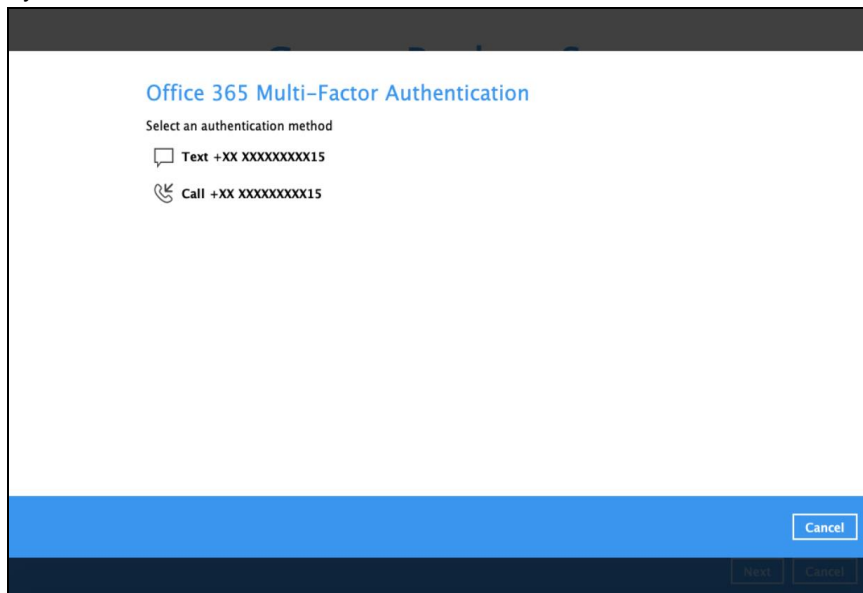 Office 365 Multi-Factor Authentication
Select an authentication method
Text +XX XXXXXXXXX15
Call +XX XXXXXXXXX15
Cancel
Next Cancel